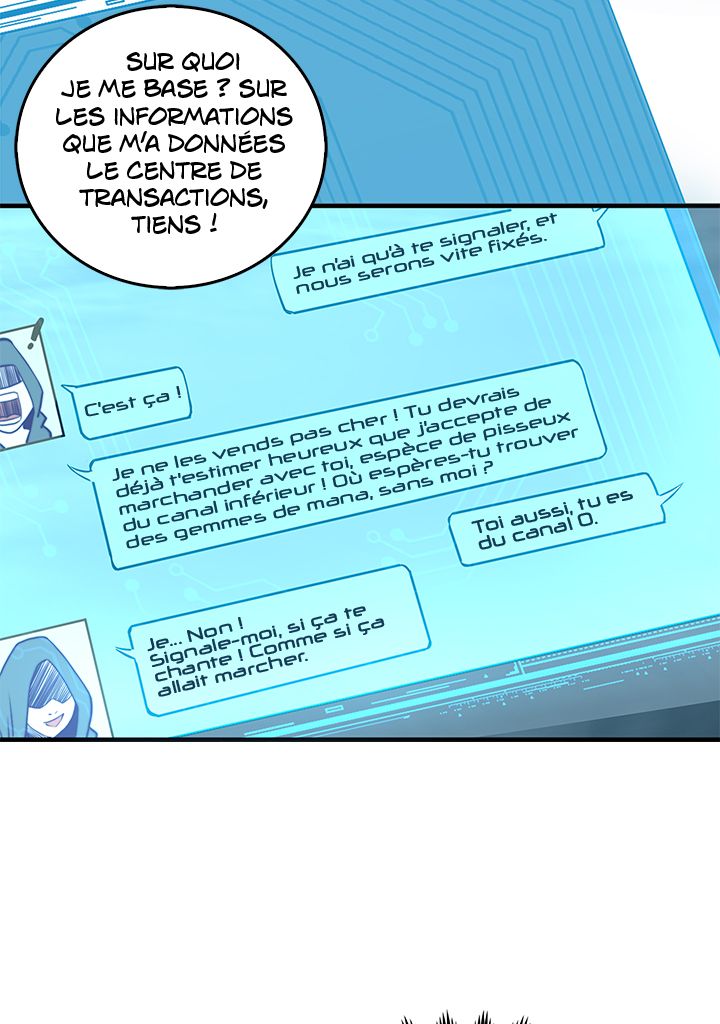 SUR QUOI
JE ME BASE ? SUR
LES INFORMATIONS
QUE M'A DONNÉES
LE CENTRE DE
TRANSACTIONS,
TIENS !
Je n'ai qu'à te signaler, et
nous serons vite fixés.
C'est ça !
Je ne les vends pas cher ! Tu devrais
déjà t'estimer heureux que j'accepte de
marchander avec toi, espèce de pisseux
du canal inférieur ! Où espères-tu trouver
des gemmes de mana, sans moi ?
Toi aussi, tu es
du canal 0.
Je... Non !
Signale-moi, si ça te
chante ! Comme si ça
allait marcher.